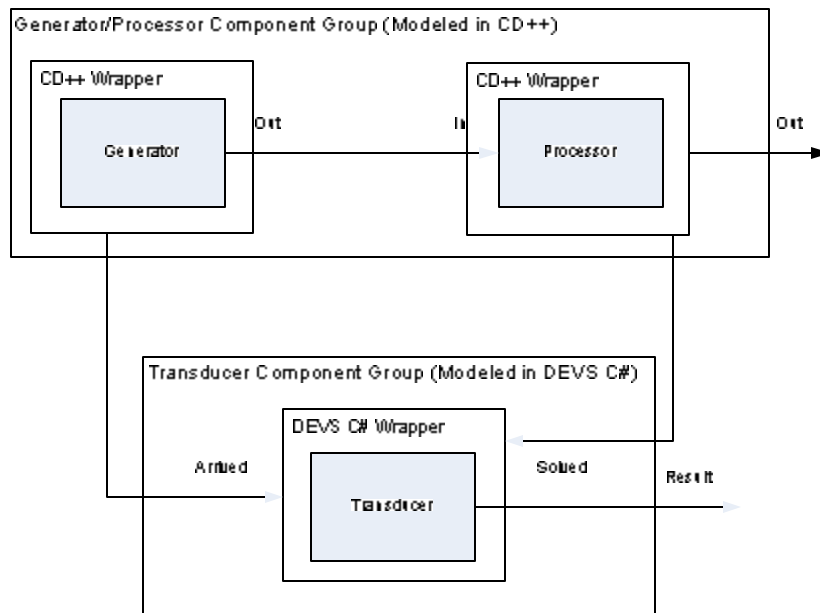 Generator/Processor Component Group (Modeled in CD++)
CD++ Wrapper
CD++ Wrapper
Out
In
Out
Generator
Processor
Transducer Component Group (Modeled in DEVS C#)
DEVS C# Wrapper
Arrived
Solved
Result
Transducer